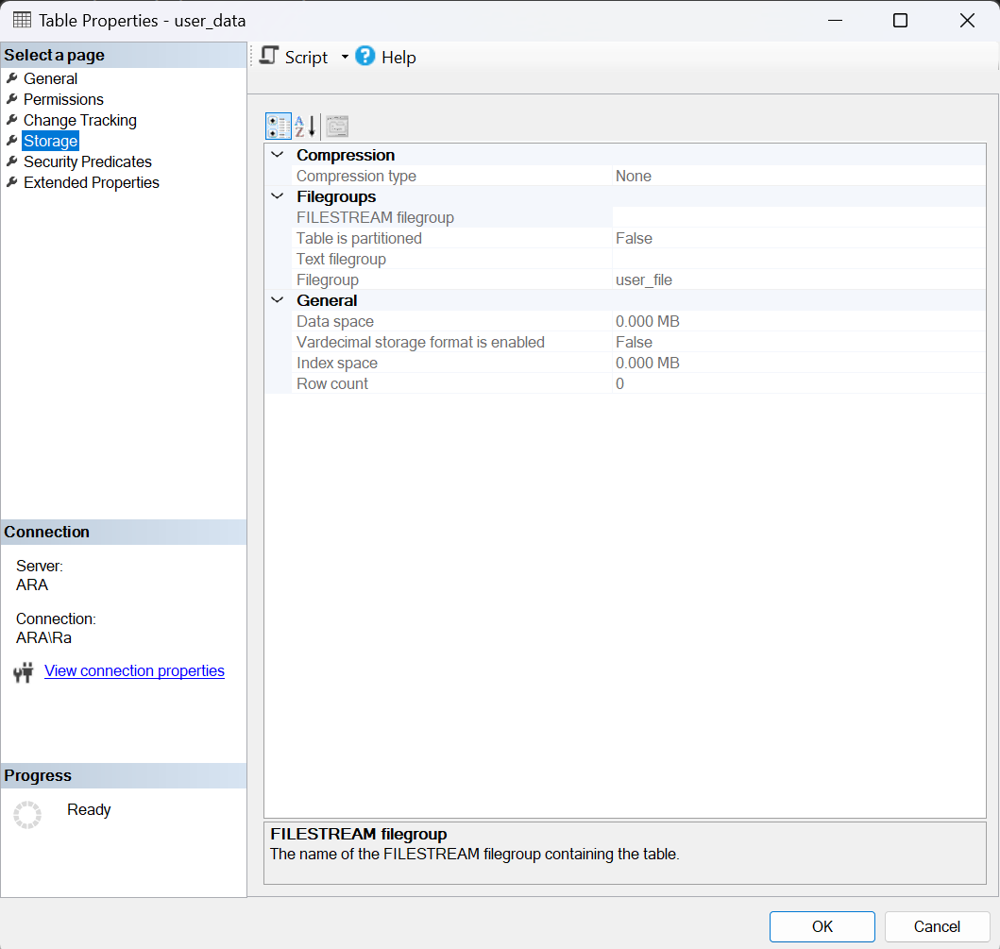 Table Properties - user_data
Select a page
General
Permissions
Change Tracking
Storage
Security Predicates
Extended Properties
Script
Help
A
Z
Compression
Compression type None
Filegroups
FILESTREAM filegroup
Table is partitioned False
Text filegroup
Filegroup user_file
General
Data space 0.000 MB
Vardecimal storage format is enabled False
Index space 0.000 MB
Row count 0
Connection
Server:
ARA
Connection:
ARA\Ra
View connection properties
Progress
Ready
FILESTREAM filegroup
The name of the FILESTREAM filegroup containing the table.
OK Cancel